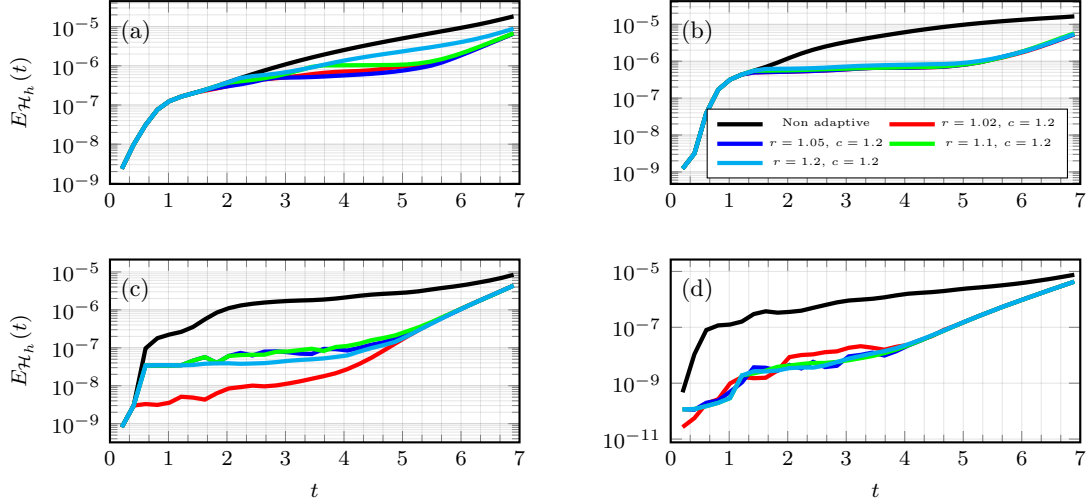 (a)
E_{\mathcal{H}_h}(t)
10^{-5}
10^{-6}
10^{-7}
10^{-8}
10^{-9}
0 1 2 3 4 5 6 7
(b)
10^{-5}
10^{-6}
10^{-7}
10^{-8}
10^{-9}
Non adaptive
r = 1.02, c = 1.2
r = 1.05, c = 1.2
r = 1.1, c = 1.2
r = 1.2, c = 1.2
0 1 2 3 4 5 6 7
(c)
E_{\mathcal{H}_h}(t)
10^{-5}
10^{-6}
10^{-7}
10^{-8}
10^{-9}
0 1 2 3 4 5 6 7
t
(d)
10^{-5}
10^{-7}
10^{-9}
10^{-11}
0 1 2 3 4 5 6 7
t